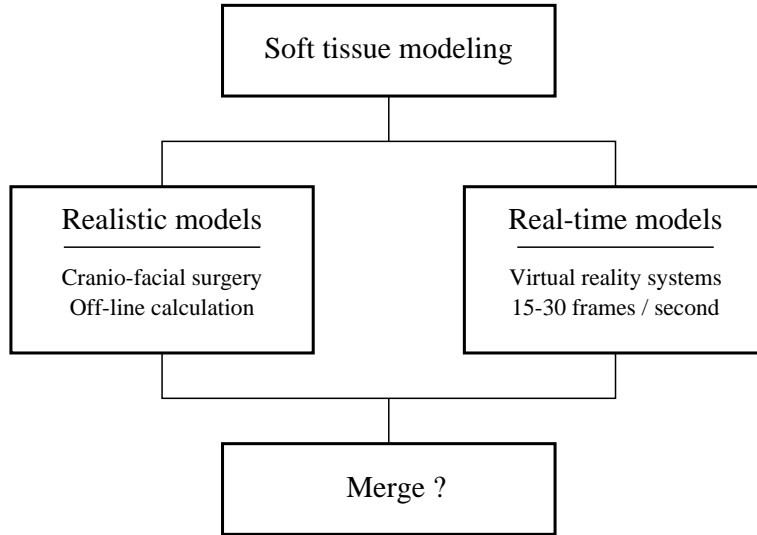 Soft tissue modeling
Realistic models
Cranio-facial surgery
Off-line calculation
Real-time models
Virtual reality systems
15-30 frames / second
Merge ?